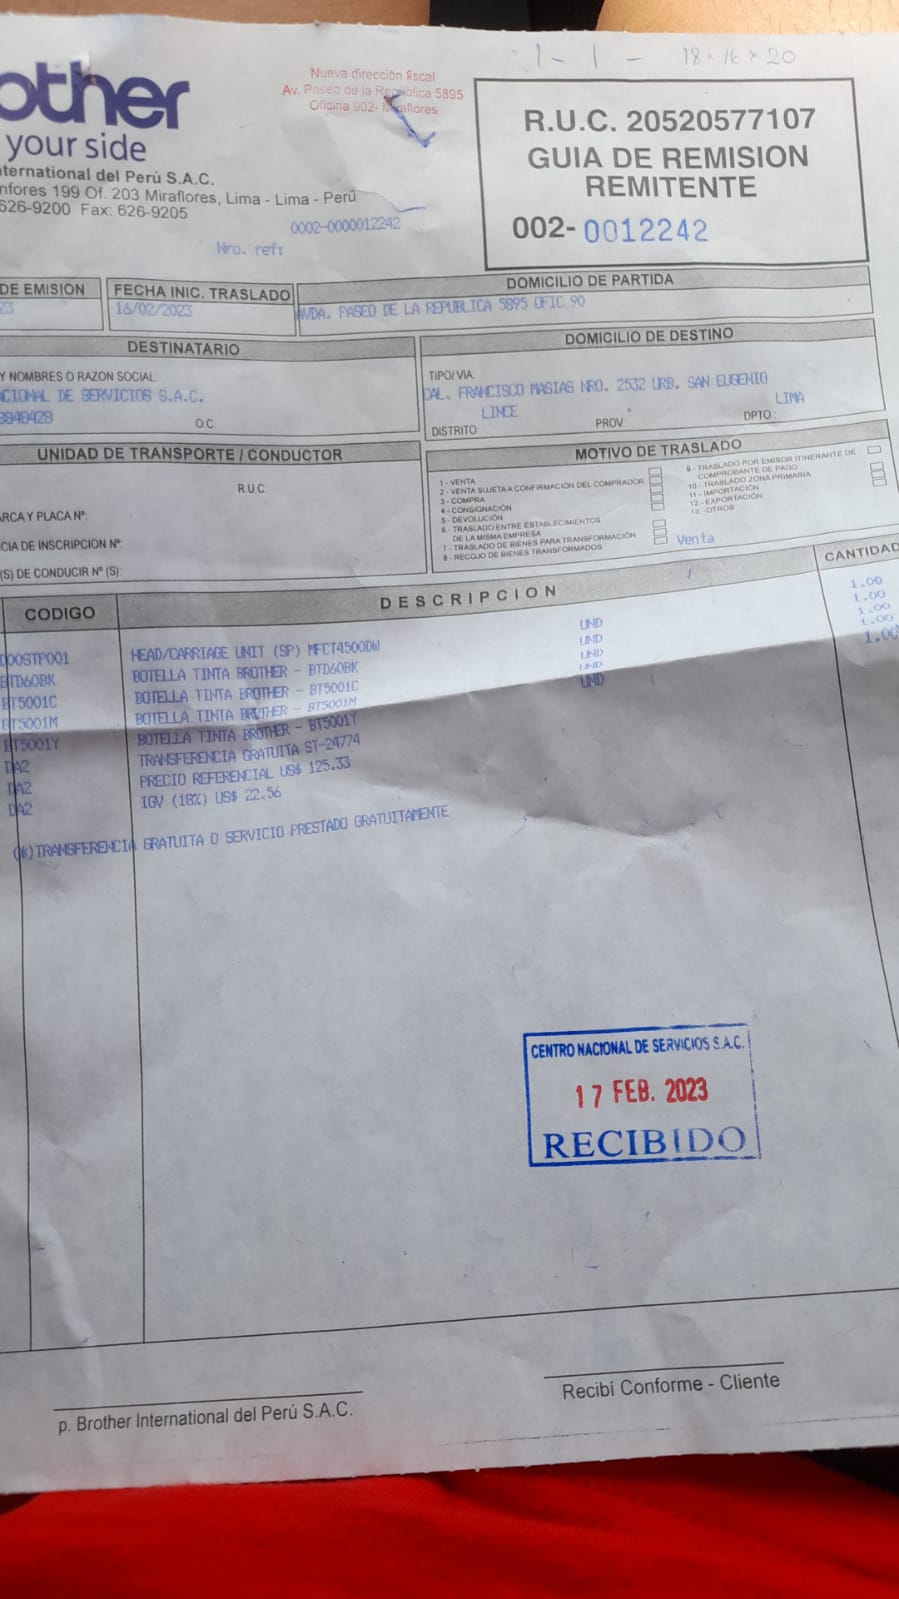 1 - 1 - 18 x 16 x 20
other
your side
nternational del Perú S.A.C.
nfores 199 Of. 203 Miraflores, Lima - Lima - Perú
626-9200 Fax: 626-9205
Nueva dirección fiscal
Av. Paseo de la República 5895
Oficina 902- Miraflores
0002-0000012242
Nro. ref:
R.U.C. 20520577107
GUIA DE REMISION
REMITENTE
002- 0012242
DE EMISION
23
FECHA INIC. TRASLADO
16/02/2023
DOMICILIO DE PARTIDA
AVDA. PASEO DE LA REPUBLICA 5895 OFIC 90
DESTINATARIO
Y NOMBRES O RAZON SOCIAL:
ACIONAL DE SERVICIOS S.A.C.
8848428
O.C.
DOMICILIO DE DESTINO
TIPO/VIA:
CAL. FRANCISCO MASIAS NRO. 2532 URB. SAN EUGENIO
LINCE LIMA
DISTRITO: PROV.: DPTO.:
UNIDAD DE TRANSPORTE / CONDUCTOR
R.U.C.
ARCA Y PLACA Nº:
CIA DE INSCRIPCION Nº:
(S) DE CONDUCIR Nº (S):
MOTIVO DE TRASLADO
1 - VENTA
2 - VENTA SUJETA A CONFIRMACIÓN DEL COMPRADOR
3 - COMPRA
4 - CONSIGNACIÓN
5 - DEVOLUCIÓN
6 - TRASLADO ENTRE ESTABLECIMIENTOS
DE LA MISMA EMPRESA
7 - TRASLADO DE BIENES PARA TRANSFORMACIÓN
8 - RECOJO DE BIENES TRANSFORMADOS
9 - TRASLADO POR EMISOR ITINERANTE DE
COMPROBANTE DE PAGO
10 - TRASLADO ZONA PRIMARIA
11 - IMPORTACIÓN
12 - EXPORTACIÓN
13. -OTROS
Venta
CODIGO DESCRIPCION CANTIDAD
D00STP001 HEAD/CARRIAGE UNIT (SP) MFCT4500DW UND 1.00
BTD60BK BOTELLA TINTA BROTHER - BTD60BK UND 1.00
BT5001C BOTELLA TINTA BROTHER - BT5001C UND 1.00
BT5001M BOTELLA TINTA BROTHER - BT5001M UND 1.00
BT5001Y BOTELLA TINTA BROTHER - BT5001Y UND 1.00
DA2 TRANSFERENCIA GRATUITA ST-24774
DA2 PRECIO REFERENCIAL US$ 125.33
DA2 IGV (18%) US$ 22.56
(*)TRANSFERENCIA GRATUITA O SERVICIO PRESTADO GRATUITAMENTE
CENTRO NACIONAL DE SERVICIOS S.A.C.
17 FEB. 2023
RECIBIDO
p. Brother International del Perú S.A.C.
Recibí Conforme - Cliente